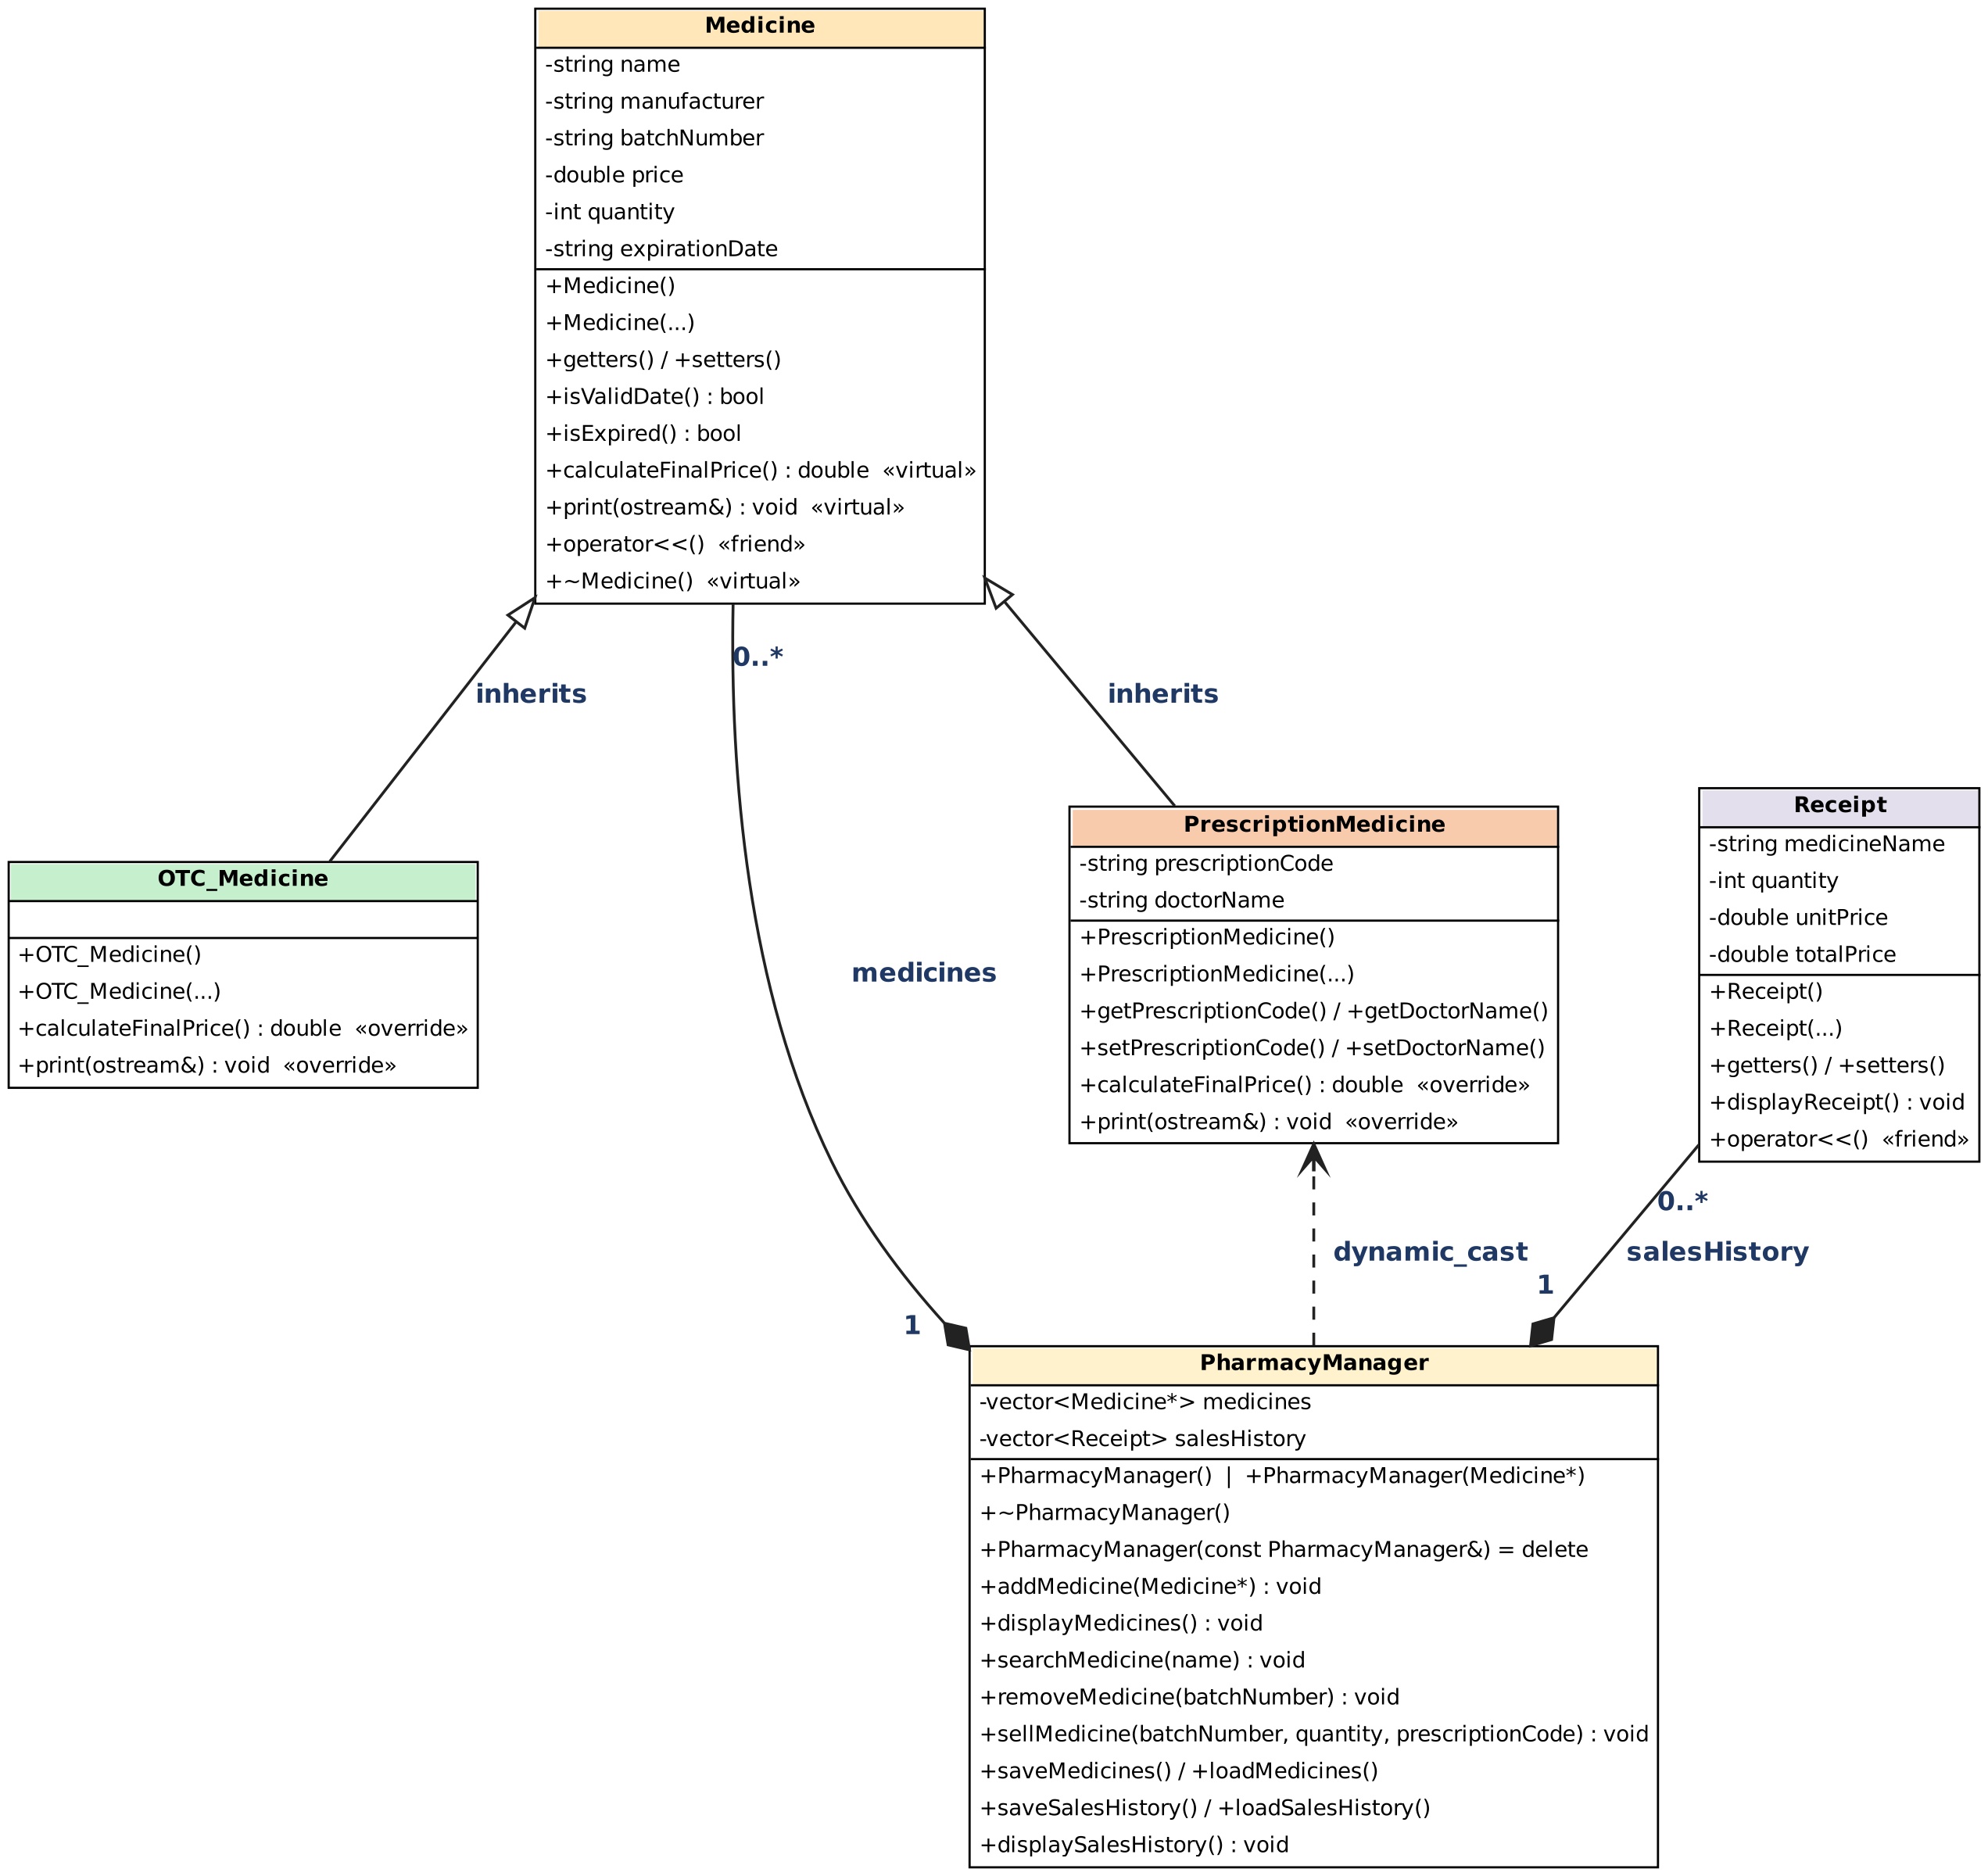 Medicine
-string name
-string manufacturer
-string batchNumber
-double price
-int quantity
-string expirationDate
+Medicine()
+Medicine(...)
+getters() / +setters()
+isValidDate() : bool
+isExpired() : bool
+calculateFinalPrice() : double «virtual»
+print(ostream&) : void «virtual»
+operator<<() «friend»
+~Medicine() «virtual»
0..*
inherits
inherits
OTC_Medicine
+OTC_Medicine()
+OTC_Medicine(...)
+calculateFinalPrice() : double «override»
+print(ostream&) : void «override»
medicines
PrescriptionMedicine
-string prescriptionCode
-string doctorName
+PrescriptionMedicine()
+PrescriptionMedicine(...)
+getPrescriptionCode() / +getDoctorName()
+setPrescriptionCode() / +setDoctorName()
+calculateFinalPrice() : double «override»
+print(ostream&) : void «override»
Receipt
-string medicineName
-int quantity
-double unitPrice
-double totalPrice
+Receipt()
+Receipt(...)
+getters() / +setters()
+displayReceipt() : void
+operator<<() «friend»
0..*
dynamic_cast
salesHistory
1
1
PharmacyManager
-vector<Medicine*> medicines
-vector<Receipt> salesHistory
+PharmacyManager() | +PharmacyManager(Medicine*)
+~PharmacyManager()
+PharmacyManager(const PharmacyManager&) = delete
+addMedicine(Medicine*) : void
+displayMedicines() : void
+searchMedicine(name) : void
+removeMedicine(batchNumber) : void
+sellMedicine(batchNumber, quantity, prescriptionCode) : void
+saveMedicines() / +loadMedicines()
+saveSalesHistory() / +loadSalesHistory()
+displaySalesHistory() : void